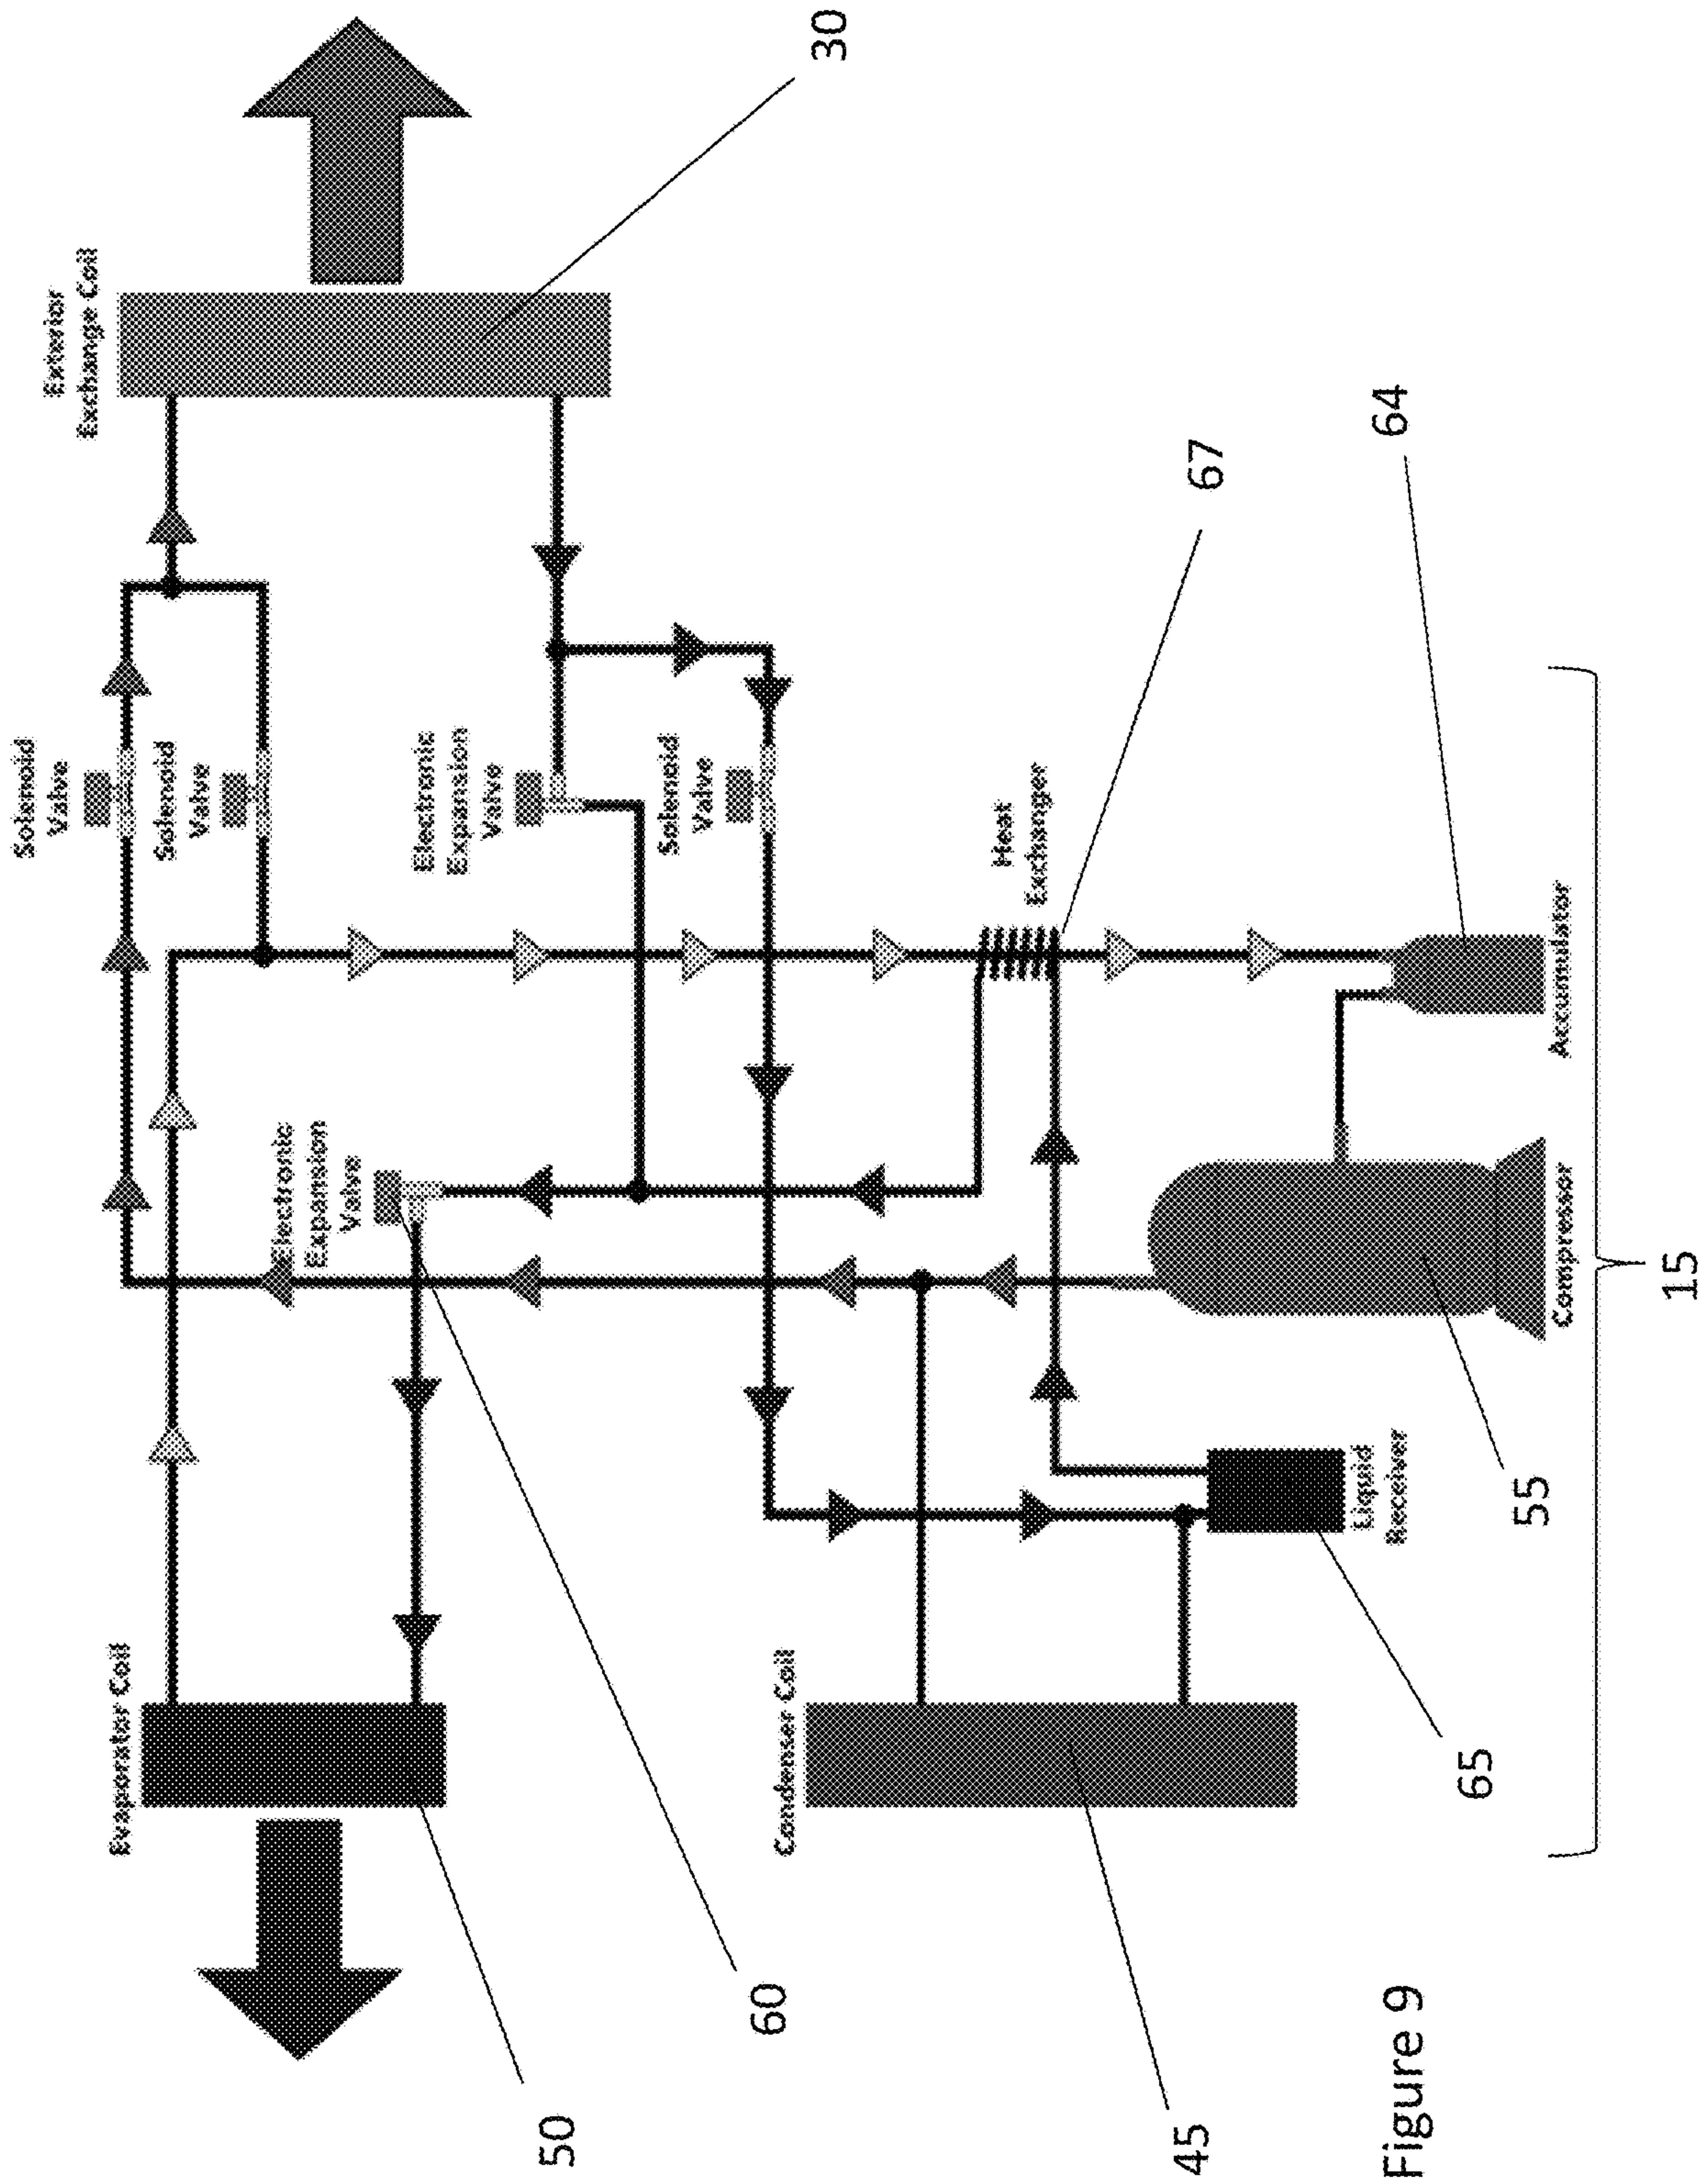 Evaporator Coil
Exterior
Exchange Coil
Solenoid
Valve
Solenoid
Valve
Electronic
Expansion
Valve
Electronic
Expansion
Valve
Solenoid
Valve
Heat
Exchanger
Condenser Coil
Liquid
Receiver
Compressor
Accumulator
50
60
30
45
65
55
67
64
15
Figure 9